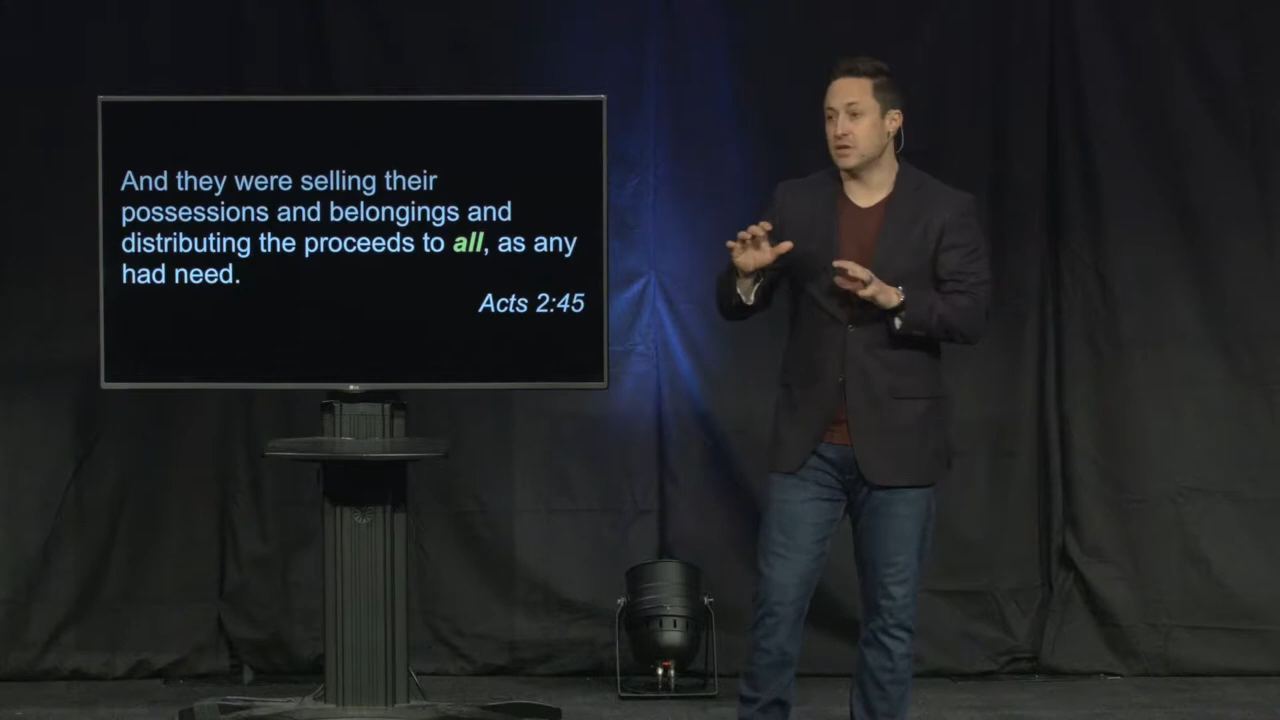 And they were selling their
possessions and belongings and
distributing the proceeds to all, as any
had need.
Acts 2:45
LG